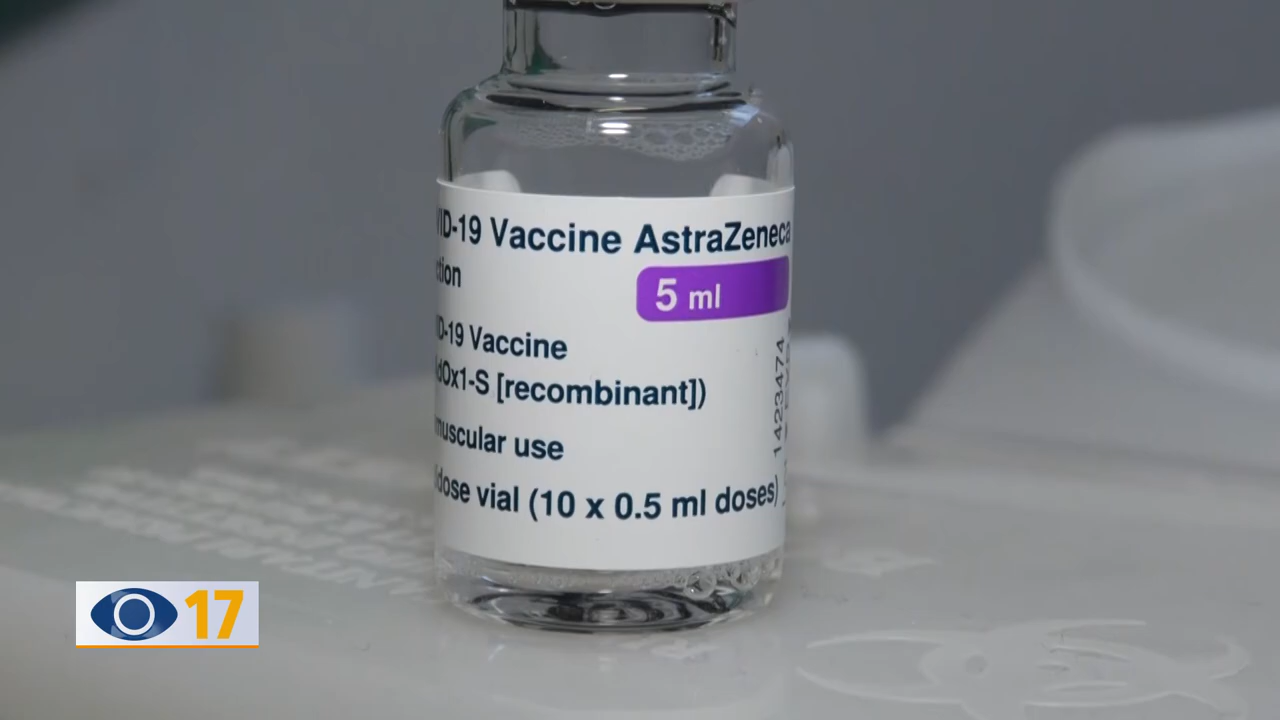 VID-19 Vaccine AstraZeneca
ction
5 ml
ID-19 Vaccine
dOx1-S [recombinant])
muscular use
dose vial (10 x 0.5 ml doses)
1423474
17